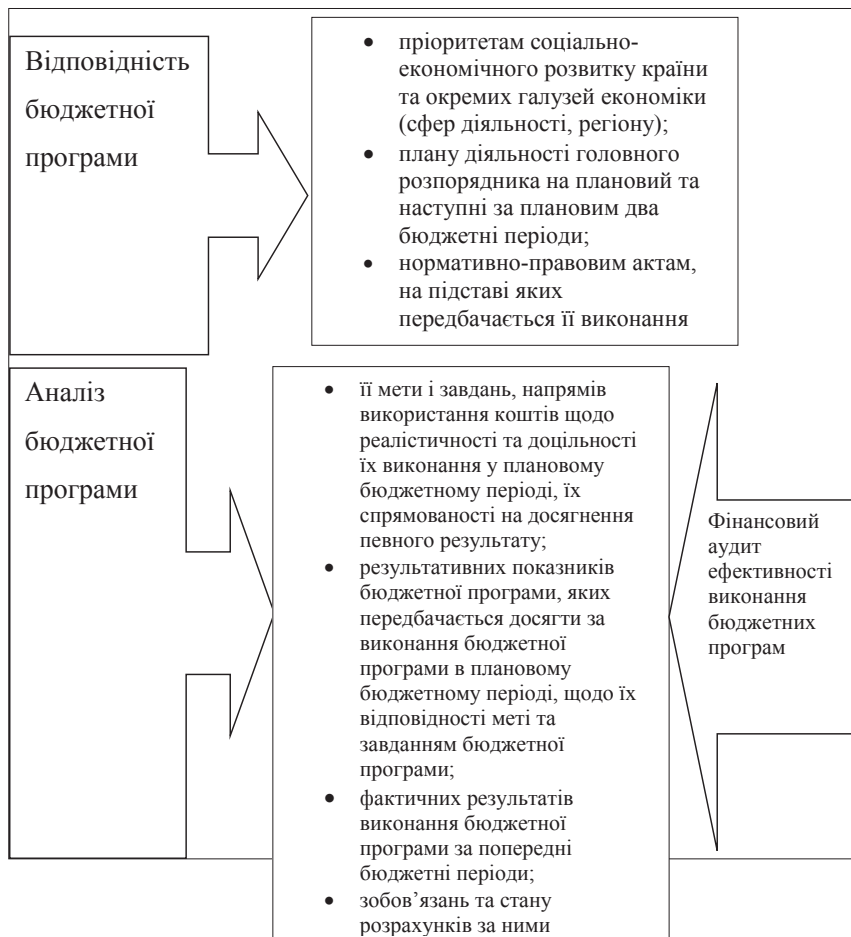 Відповідність
бюджетної
програми
• пріоритетам соціально-
економічного розвитку країни
та окремих галузей економіки
(сфер діяльності, регіону);
• плану діяльності головного
розпорядника на плановий та
наступні за плановим два
бюджетні періоди;
• нормативно-правовим актам,
на підставі яких
передбачається її виконання
Аналіз
бюджетної
програми
• її мети і завдань, напрямів
використання коштів щодо
реалістичності та доцільності
їх виконання у плановому
бюджетному періоді, їх
спрямованості на досягнення
певного результату;
• результативних показників
бюджетної програми, яких
передбачається досягти за
виконання бюджетної
програми в плановому
бюджетному періоді, щодо їх
відповідності меті та
завданням бюджетної
програми;
• фактичних результатів
виконання бюджетної
програми за попередні
бюджетні періоди;
• зобов’язань та стану
розрахунків за ними
Фінансовий
аудит
ефективності
виконання
бюджетних
програм